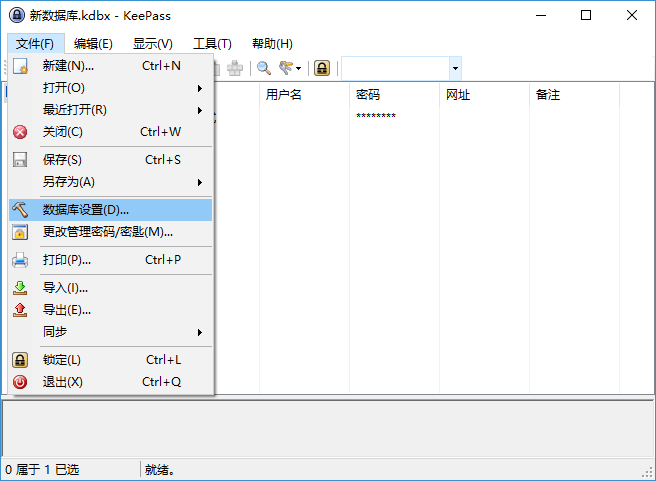 新数据库.kdbx - KeePass
文件(F) 编辑(E) 显示(V) 工具(T) 帮助(H)
新建(N)... Ctrl+N
打开(O)
最近打开(R)
关闭(C) Ctrl+W
保存(S) Ctrl+S
另存为(A)
数据库设置(D)...
更改管理密码/密匙(M)...
打印(P)... Ctrl+P
导入(I)...
导出(E)...
同步
锁定(L) Ctrl+L
退出(X) Ctrl+Q
用户名 密码 网址 备注
********
0 属于 1 已选 就绪。